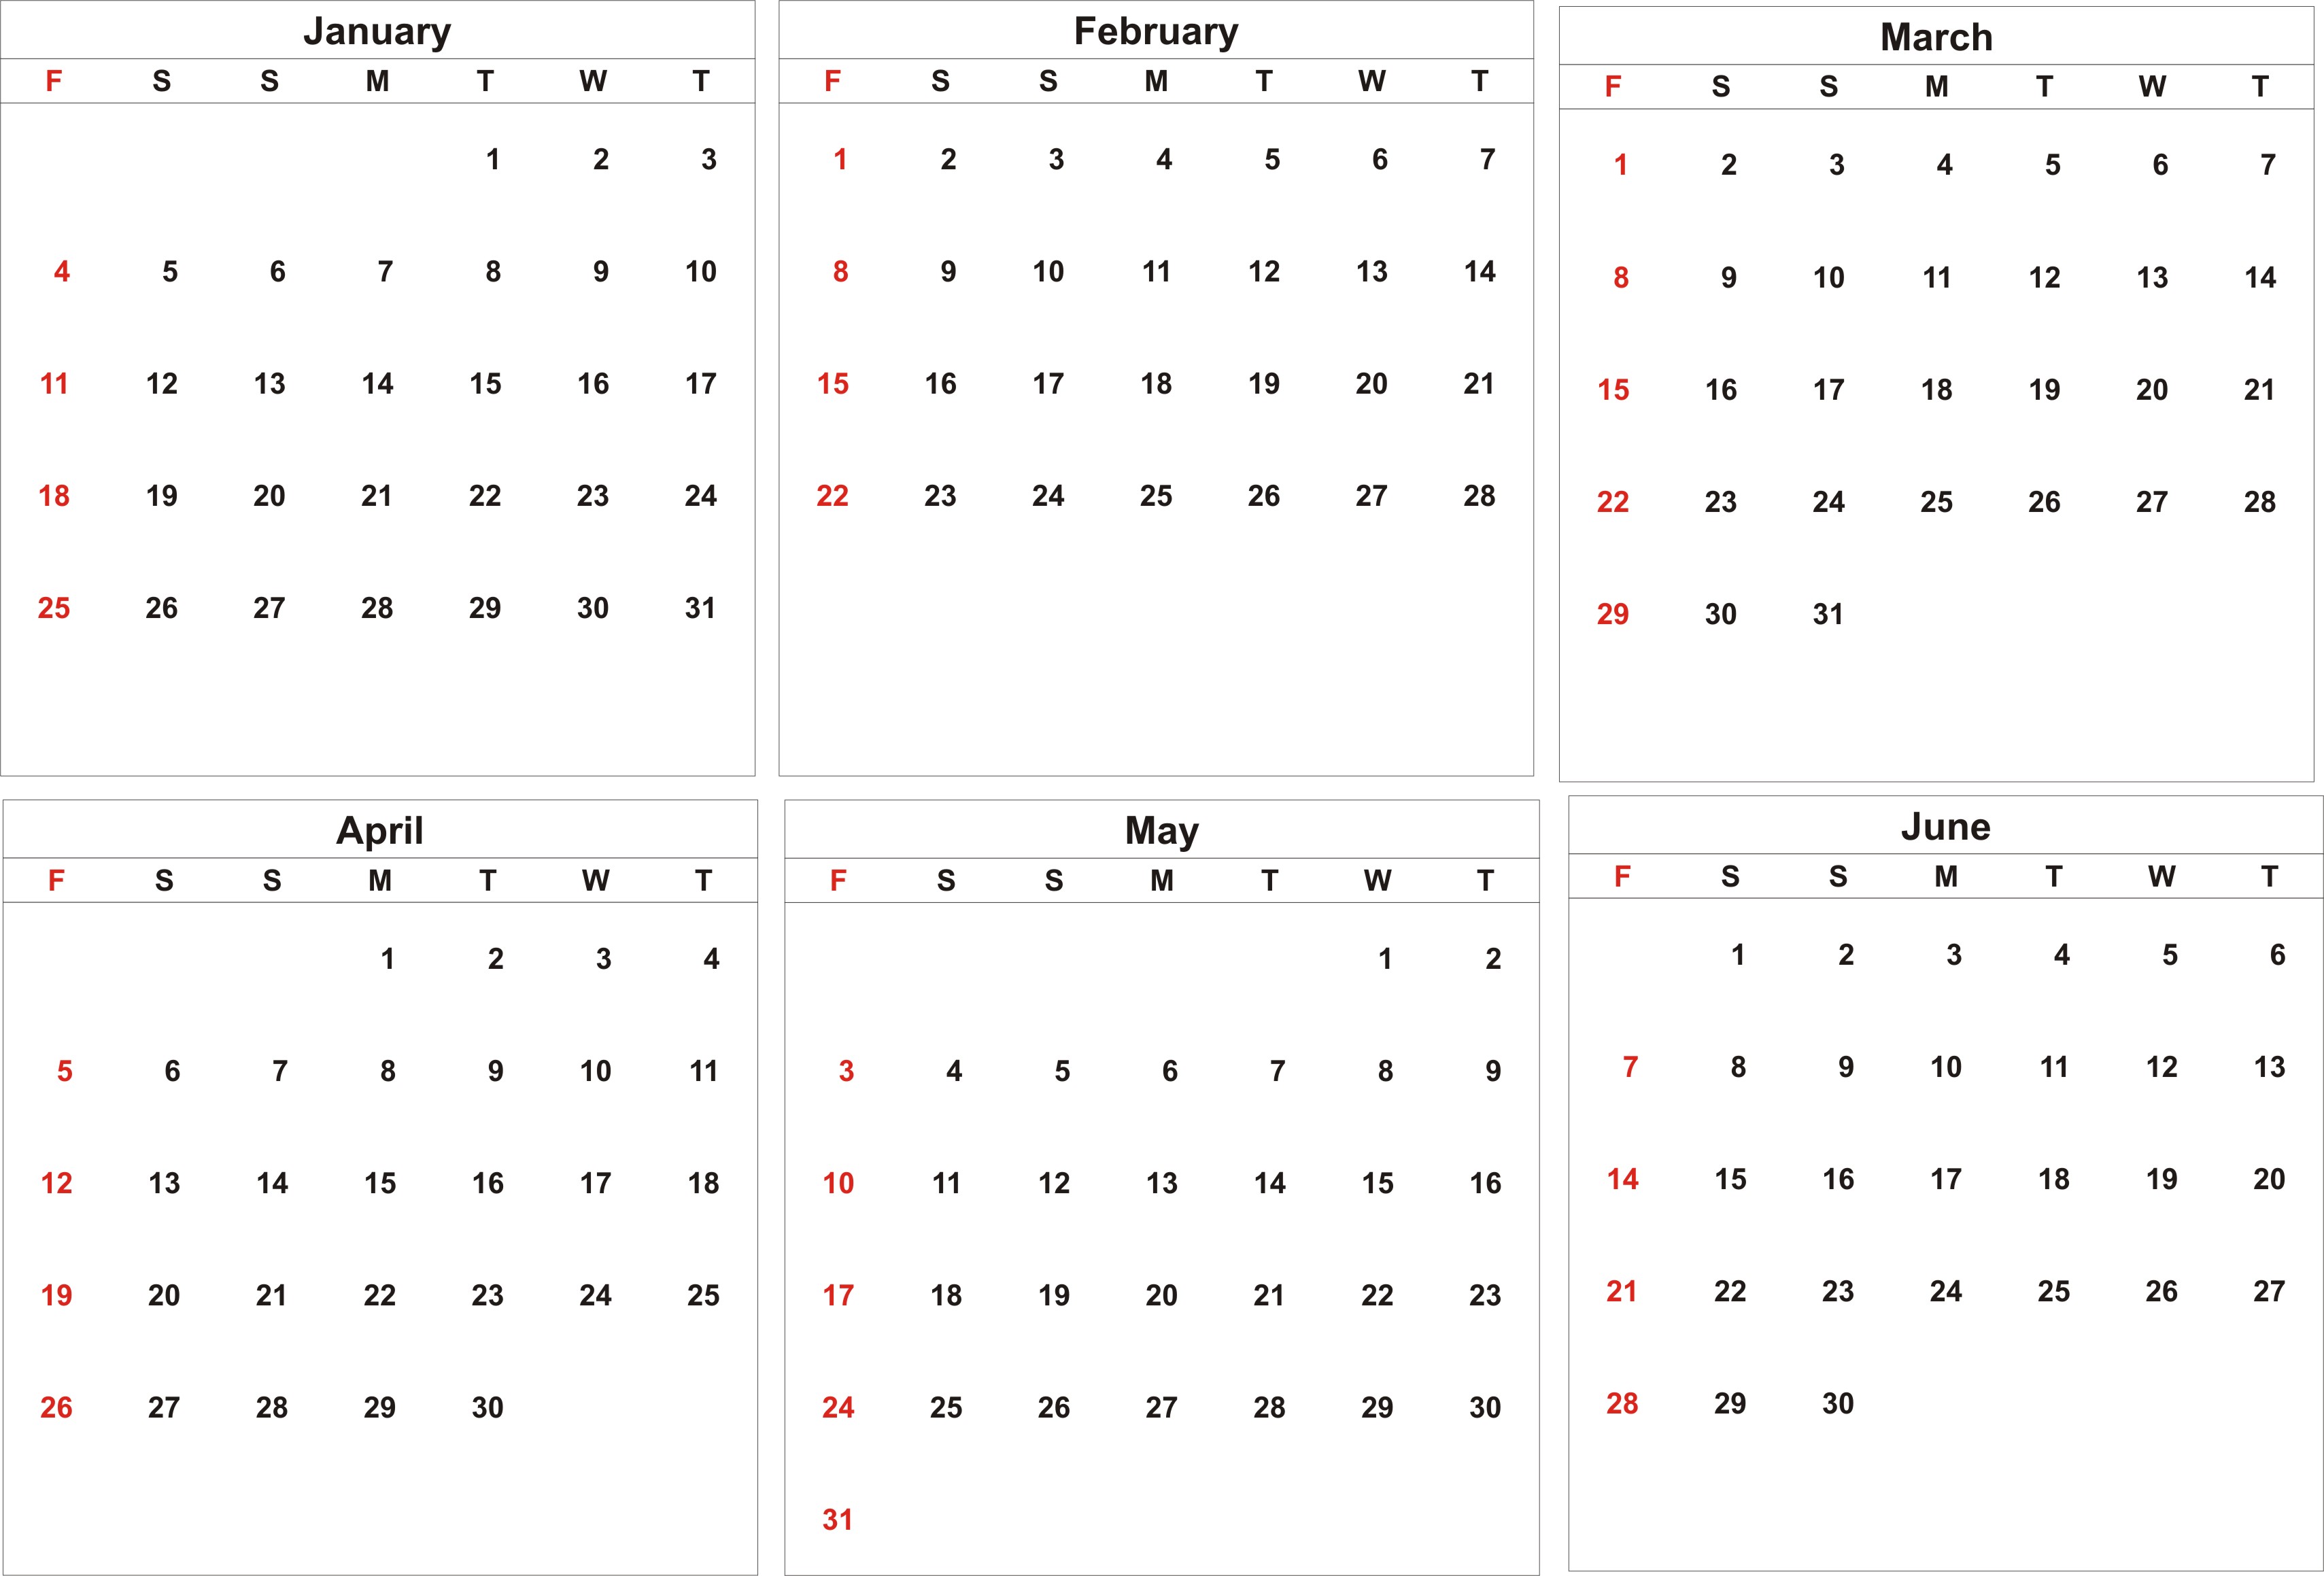 January
F S S M T W T
1 2 3
4 5 6 7 8 9 10
11 12 13 14 15 16 17
18 19 20 21 22 23 24
25 26 27 28 29 30 31
February
F S S M T W T
1 2 3 4 5 6 7
8 9 10 11 12 13 14
15 16 17 18 19 20 21
22 23 24 25 26 27 28
March
F S S M T W T
1 2 3 4 5 6 7
8 9 10 11 12 13 14
15 16 17 18 19 20 21
22 23 24 25 26 27 28
29 30 31
April
F S S M T W T
1 2 3 4
5 6 7 8 9 10 11
12 13 14 15 16 17 18
19 20 21 22 23 24 25
26 27 28 29 30
May
F S S M T W T
1 2
3 4 5 6 7 8 9
10 11 12 13 14 15 16
17 18 19 20 21 22 23
24 25 26 27 28 29 30
31
June
F S S M T W T
1 2 3 4 5 6
7 8 9 10 11 12 13
14 15 16 17 18 19 20
21 22 23 24 25 26 27
28 29 30